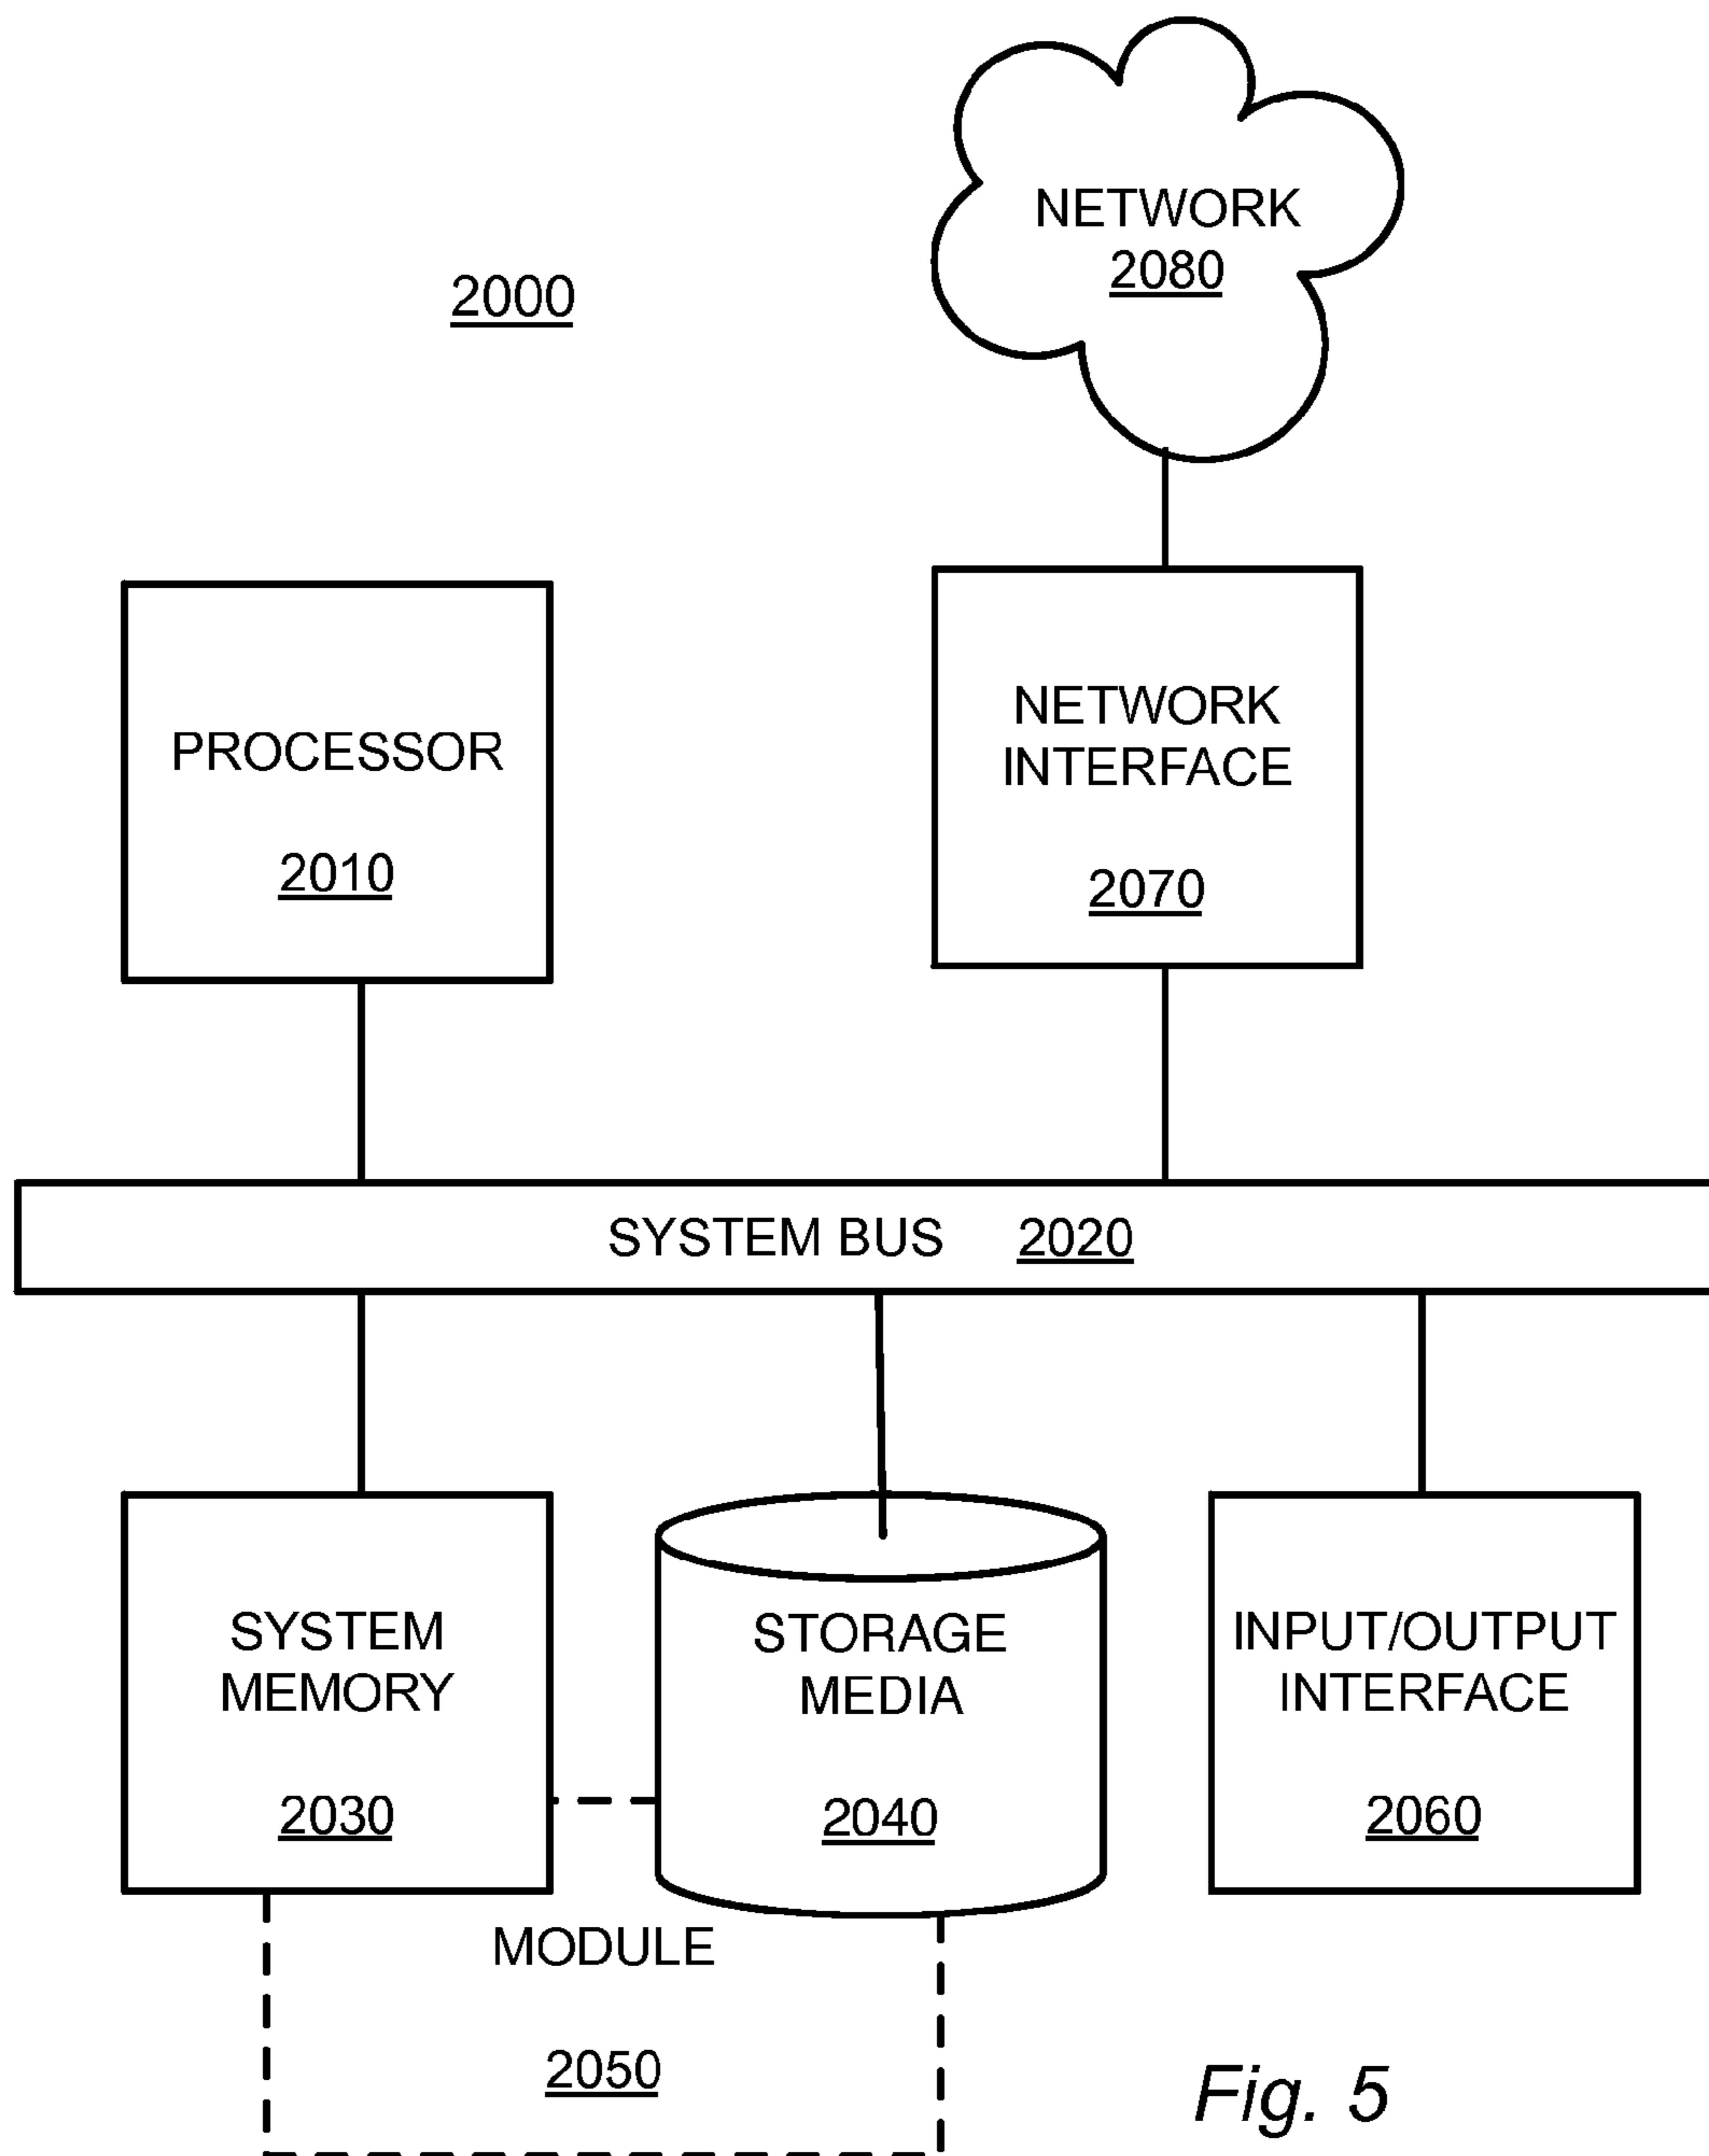 NETWORK
2080
2000
PROCESSOR
2010
NETWORK
INTERFACE
2070
SYSTEM BUS 2020
SYSTEM
MEMORY
2030
STORAGE
MEDIA
2040
INPUT/OUTPUT
INTERFACE
2060
MODULE
2050
Fig. 5